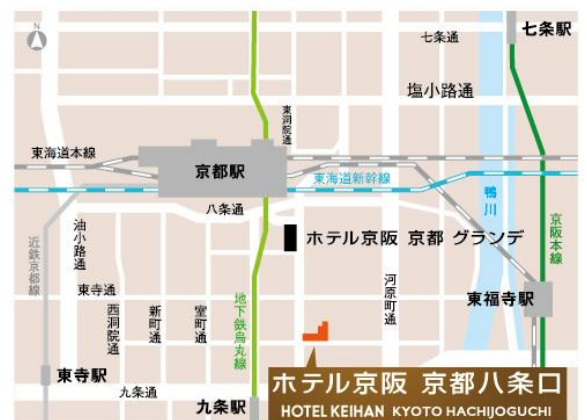 N
七条駅
七条通
塩小路通
東洞院通
東海道本線
京都駅
東海道新幹線
鴨川
八条通
ホテル京阪 京都 グランデ
京阪本線
近鉄京都線
油小路通
河原町通
東寺通
東福寺駅
西洞院通
新町通
室町通
地下鉄烏丸線
東寺駅
九条通
九条駅
ホテル京阪 京都八条口
HOTEL KEIHAN KYOTO HACHIJOGUCHI